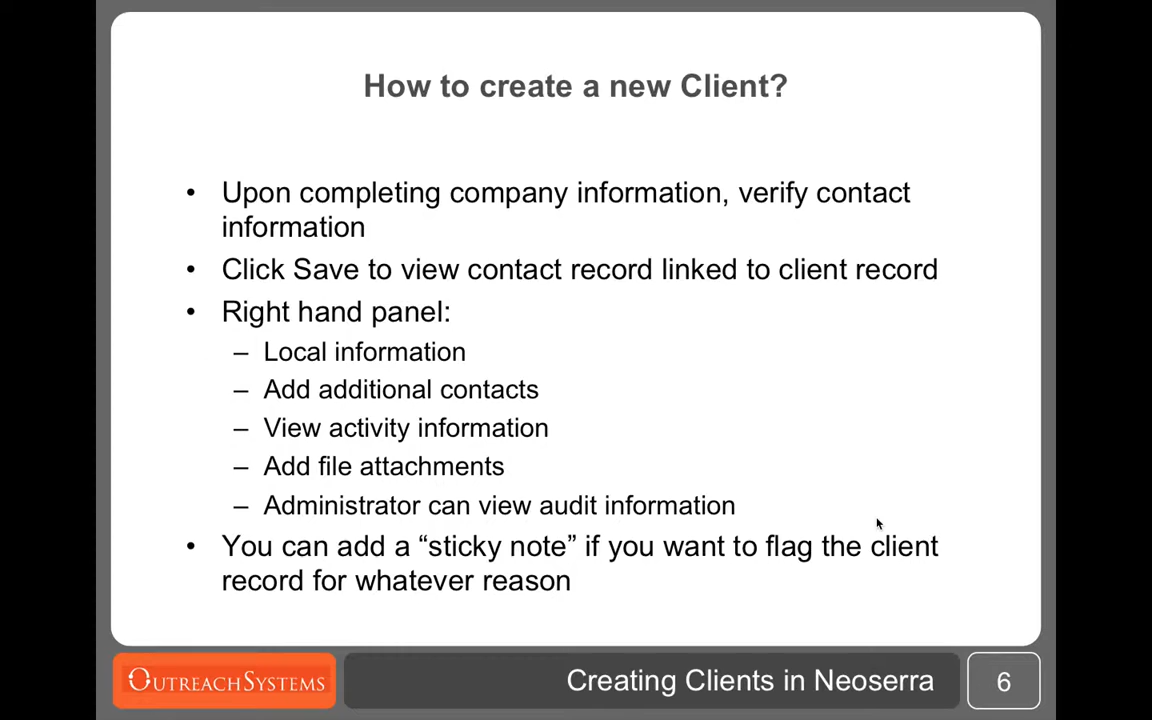 How to create a new Client?
• Upon completing company information, verify contact
information
• Click Save to view contact record linked to client record
• Right hand panel:
– Local information
– Add additional contacts
– View activity information
– Add file attachments
– Administrator can view audit information
• You can add a “sticky note” if you want to flag the client
record for whatever reason
OUTREACHSYSTEMS
Creating Clients in Neoserra
6